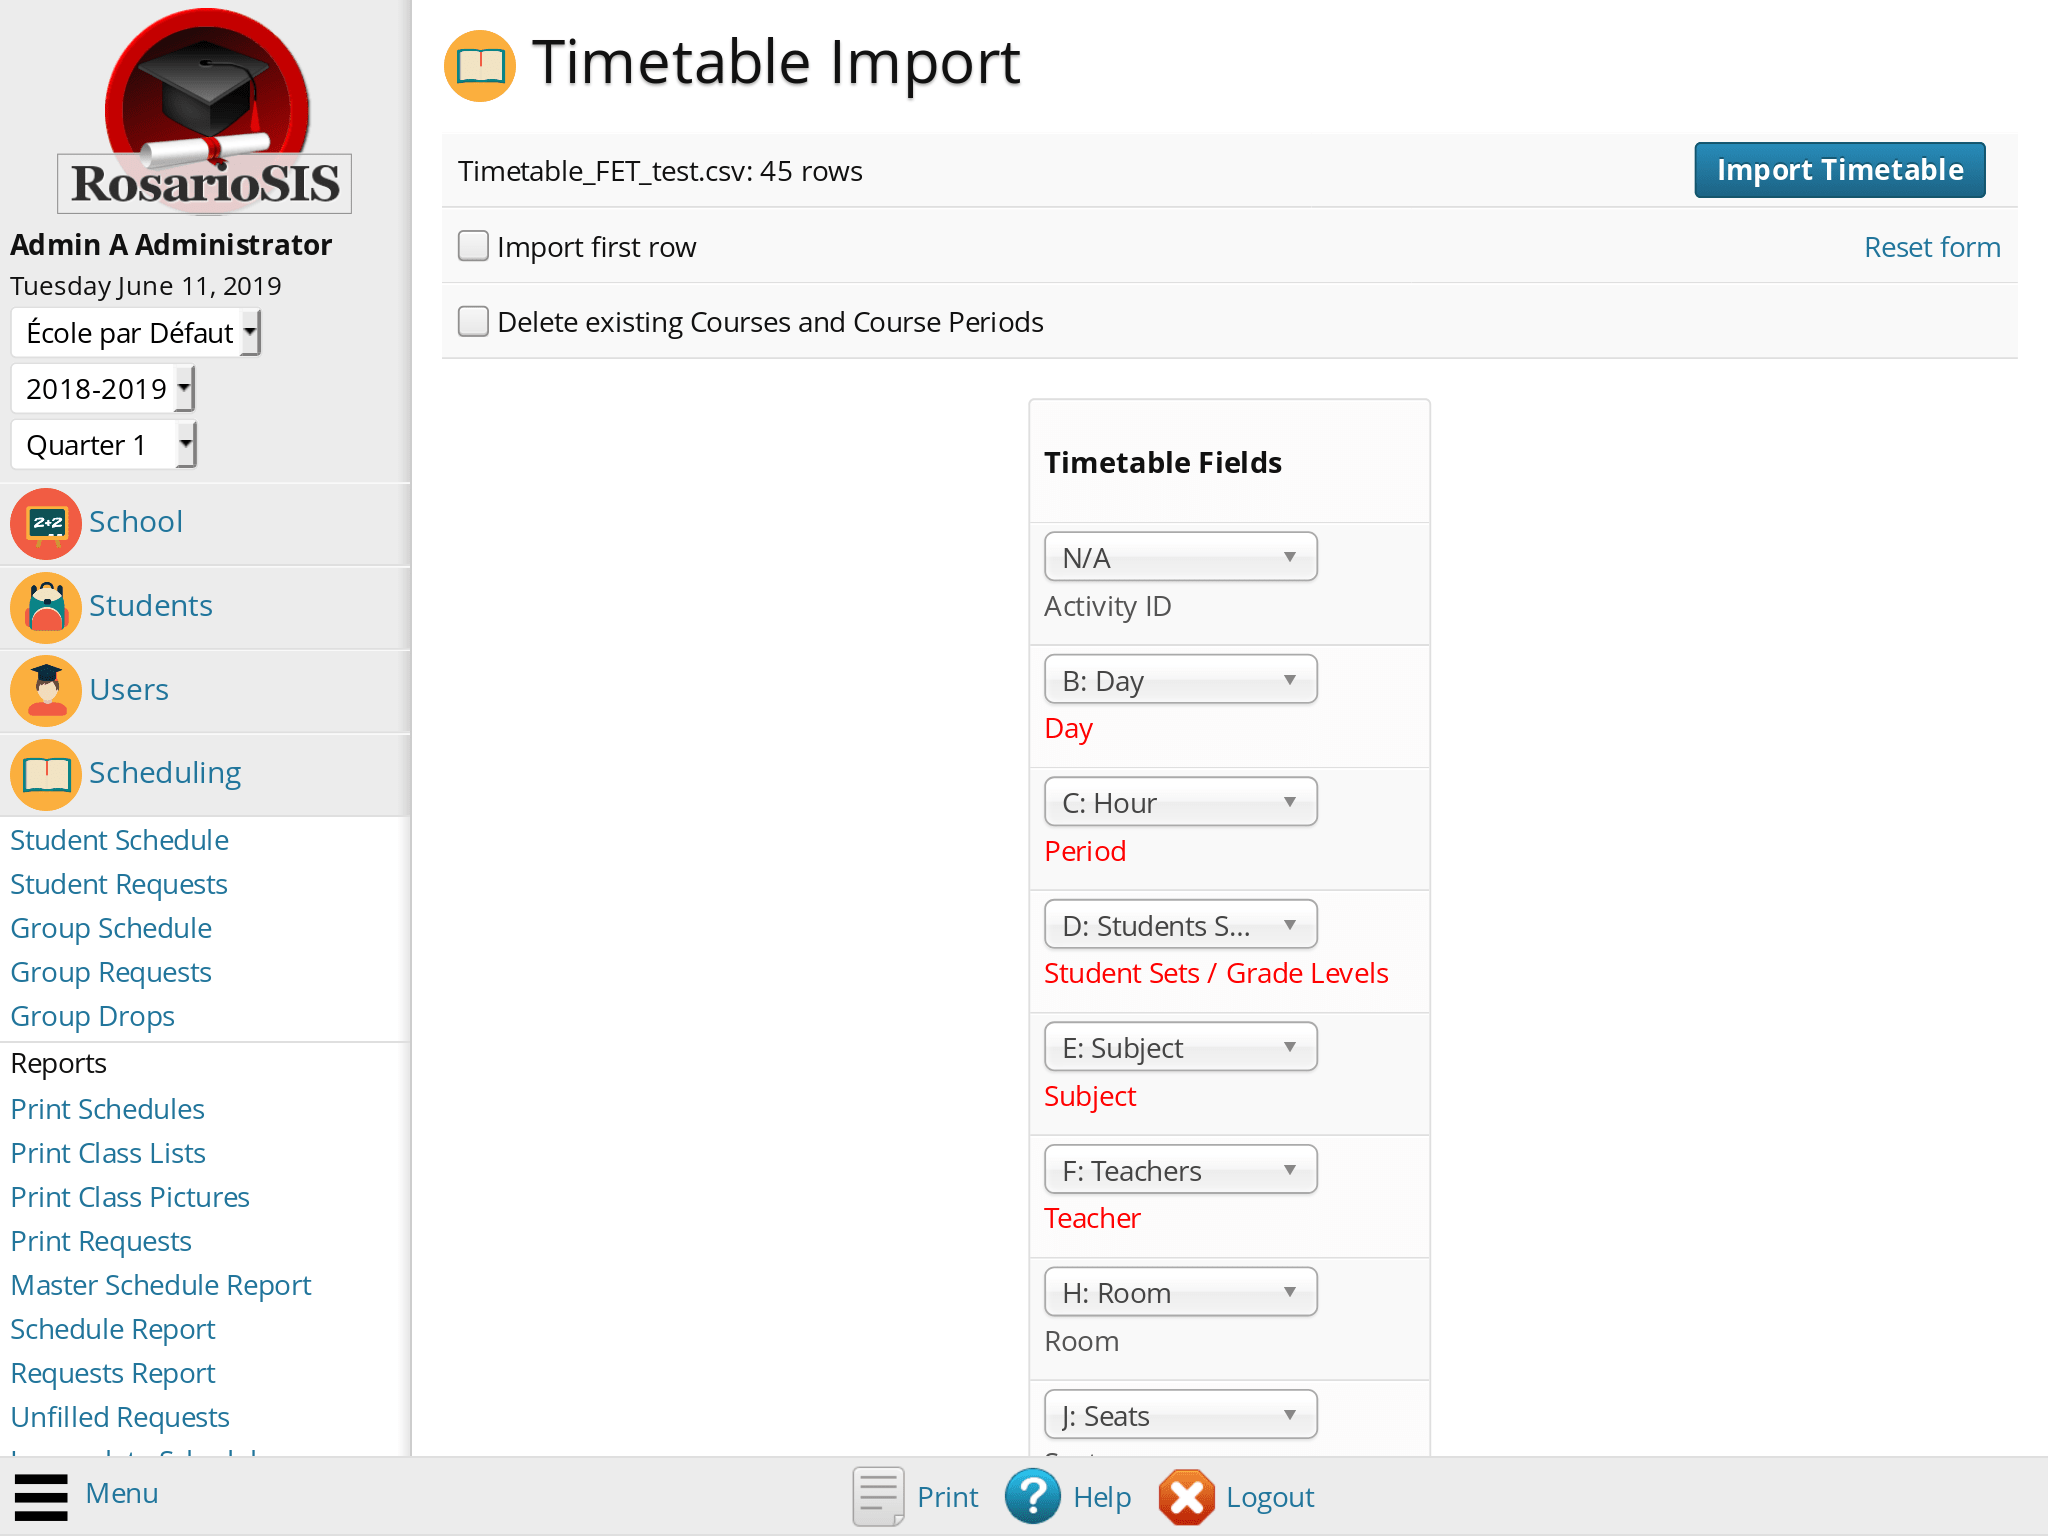 RosarioSIS
Admin A Administrator
Tuesday June 11, 2019
École par Défaut
2018-2019
Quarter 1
2+2
School
Students
Users
Scheduling
Student Schedule
Student Requests
Group Schedule
Group Requests
Group Drops
Reports
Print Schedules
Print Class Lists
Print Class Pictures
Print Requests
Master Schedule Report
Schedule Report
Requests Report
Unfilled Requests
Timetable Import
Timetable_FET_test.csv: 45 rows
Import Timetable
Import first row
Reset form
Delete existing Courses and Course Periods
Timetable Fields
N/A
Activity ID
B: Day
Day
C: Hour
Period
D: Students S...
Student Sets / Grade Levels
E: Subject
Subject
F: Teachers
Teacher
H: Room
Room
J: Seats
Menu
Print
? Help
Logout